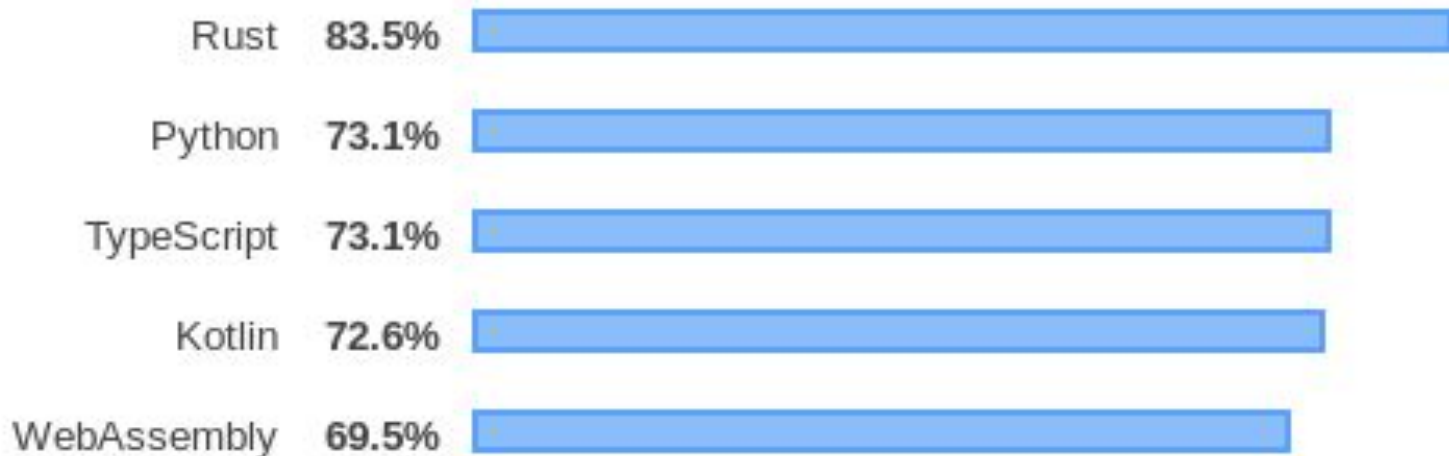 Rust 83.5%
Python 73.1%
TypeScript 73.1%
Kotlin 72.6%
WebAssembly 69.5%